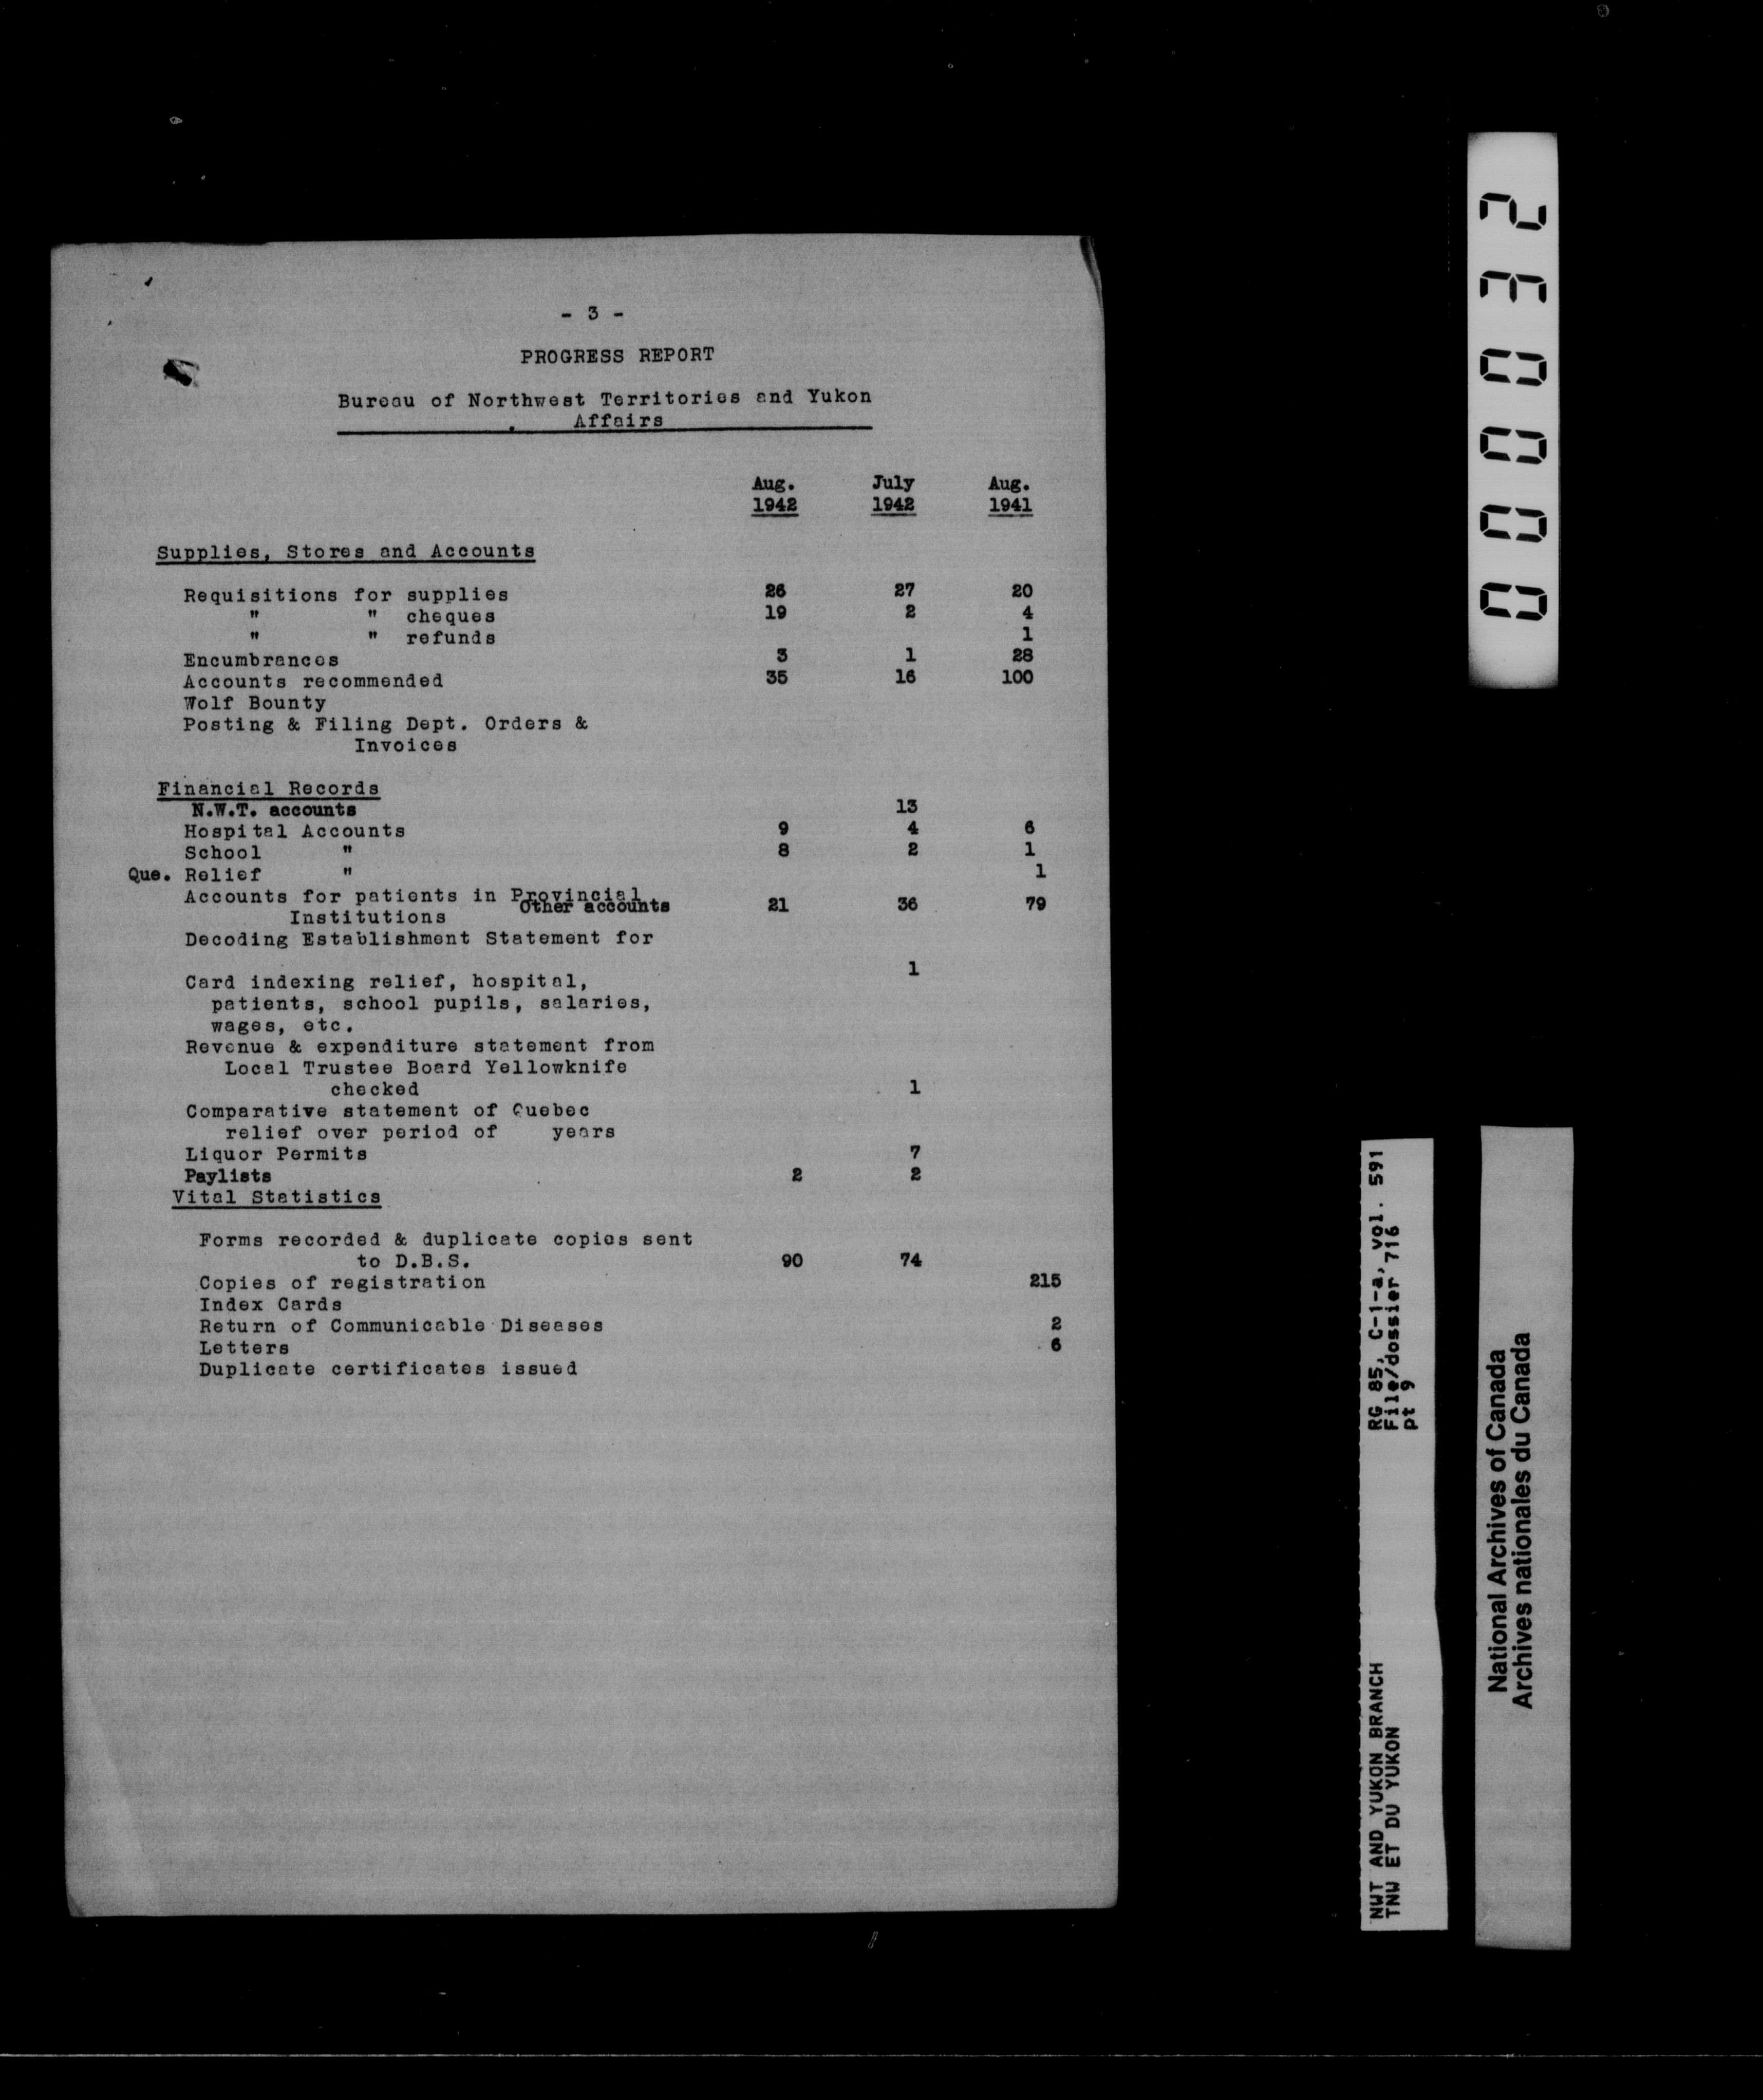 - 3 -
PROGRESS REPORT
Bureau of Northwest Territories and Yukon
Affairs
Aug. July Aug.
1942 1942 1941
Supplies, Stores and Accounts
Requisitions for supplies 26 27 20
" " cheques 19 2 4
" " refunds 1
Encumbrances 3 1 28
Accounts recommended 35 16 100
Wolf Bounty
Posting & Filing Dept. Orders &
Invoices
Financial Records
N.W.T. accounts 13
Hospital Accounts 9 4 6
School " 8 2 1
Que. Relief " 1
Accounts for patients in Provincial
Other accounts 21 36 79
Institutions
Decoding Establishment Statement for
1
Card indexing relief, hospital,
patients, school pupils, salaries,
wages, etc.
Revenue & expenditure statement from
Local Trustee Board Yellowknife
checked 1
Comparative statement of Quebec
relief over period of years
Liquor Permits 7
Paylists 2 2
Vital Statistics
Forms recorded & duplicate copies sent
to D.B.S. 90 74
Copies of registration 215
Index Cards
Return of Communicable Diseases 2
Letters 6
Duplicate certificates issued
000032
RG 85, C-1-a, vol. 591
File/dossier 716
pt 9
NWT AND YUKON BRANCH
TNW ET DU YUKON
National Archives of Canada
Archives nationales du Canada